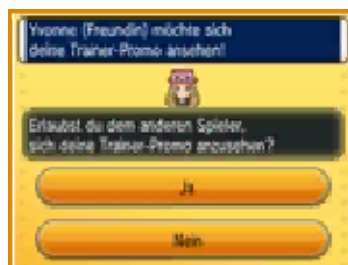 Yvonne [Freundin] möchte sich
deine Trainer-Promo ansehen!
Erlaubst du dem anderen Spieler,
sich deine Trainer-Promo anzusehen?
Ja
Nein